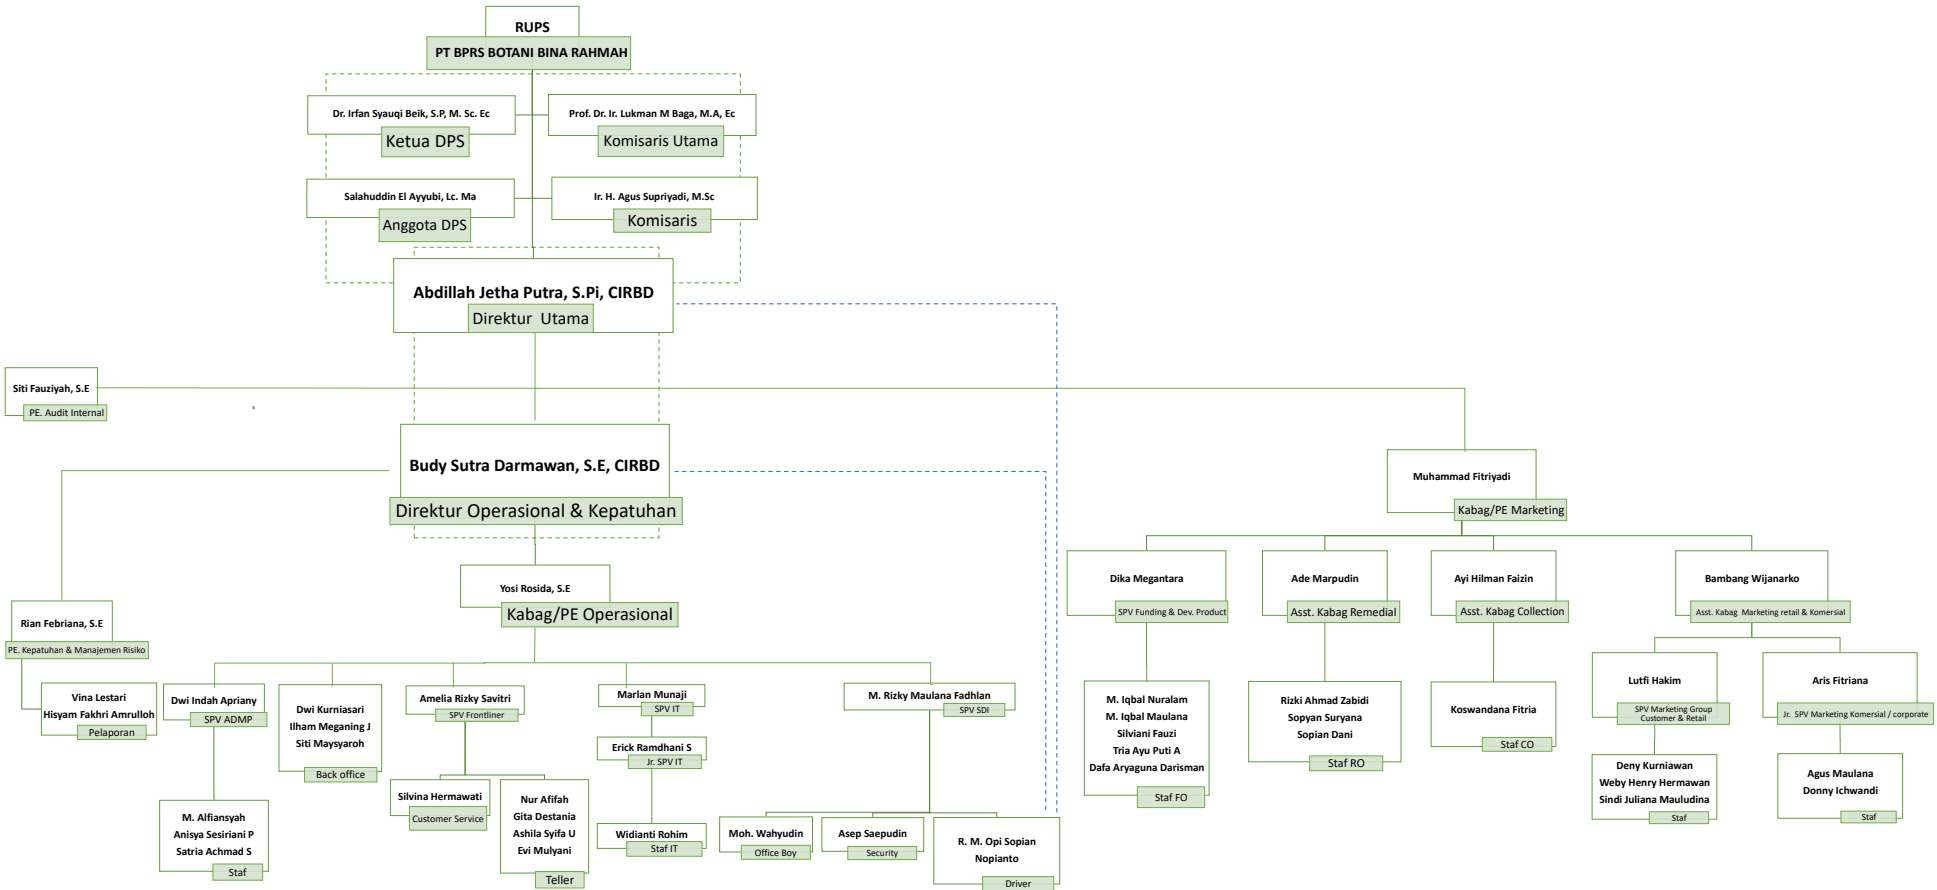 RUPS
PT BPRS BOTANI BINA RAHMAH
Dr. Irfan Syauqi Beik, S.P, M. Sc. Ec
Ketua DPS
Prof. Dr. Ir. Lukman M Baga, M.A, Ec
Komisaris Utama
Salahuddin El Ayyubi, Lc. Ma
Anggota DPS
Ir. H. Agus Supriyadi, M.Sc
Komisaris
Abdillah Jetha Putra, S.Pi, CIRBD
Direktur Utama
Siti Fauziyah, S.E
PE. Audit Internal
s
Budy Sutra Darmawan, S.E, CIRBD
Direktur Operasional & Kepatuhan
Muhammad Fitriyadi
Kabag/PE Marketing
Yosi Rosida, S.E
Kabag/PE Operasional
Rian Febriana, S.E
PE. Kepatuhan & Manajemen Risiko
Vina Lestari
Hisyam Fakhri Amrulloh
Pelaporan
Dwi Indah Apriany
SPV ADMP
M. Alfiansyah
Anisya Sesiriani P
Satria Achmad S
Staf
Dwi Kurniasari
Ilham Meganing J
Siti Maysyaroh
Back office
Amelia Rizky Savitri
SPV Frontliner
Silvina Hermawati
Customer Service
Nur Afifah
Gita Destania
Ashila Syifa U
Evi Mulyani
Teller
Marlan Munaji
SPV IT
Erick Ramdhani S
Jr. SPV IT
Widianti Rohim
Staf IT
M. Rizky Maulana Fadhlan
SPV SDI
Moh. Wahyudin
Office Boy
Asep Saepudin
Security
R. M. Opi Sopian
Nopianto
Driver
Dika Megantara
SPV Funding & Dev. Product
M. Iqbal Nuralam
M. Iqbal Maulana
Silviani Fauzi
Tria Ayu Puti A
Dafa Aryaguna Darisman
Staf FO
Ade Marpudin
Asst. Kabag Remedial
Rizki Ahmad Zabidi
Sopyan Suryana
Sopian Dani
Staff RO
Ayi Hilman Faizin
Asst. Kabag Collection
Koswandana Fitria
Staf CO
Bambang Wijanarko
Asst. Kabag Marketing retail & Komersial
Lutfi Hakim
SPV Marketing Group
Customer & Retail
Deny Kurniawan
Weby Henry Hermawan
Sindi Juliana Mauludina
Staf
Aris Fitriana
Jr. SPV Marketing Komersial / corporate
Agus Maulana
Donny Ichwandi
Staf